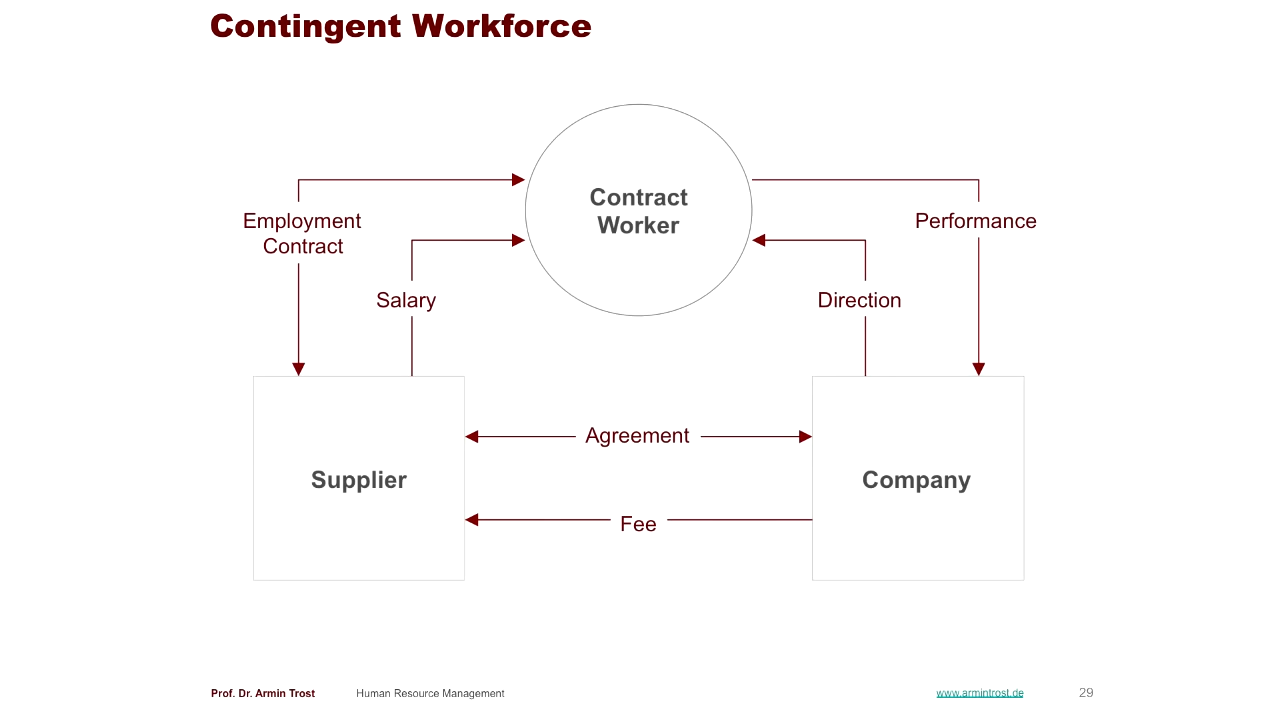 Contingent Workforce
Contract
Worker
Employment
Contract
Performance
Salary
Direction
Agreement
Supplier
Company
Fee
Prof. Dr. Armin Trost
Human Resource Management
www.armintrost.de
29